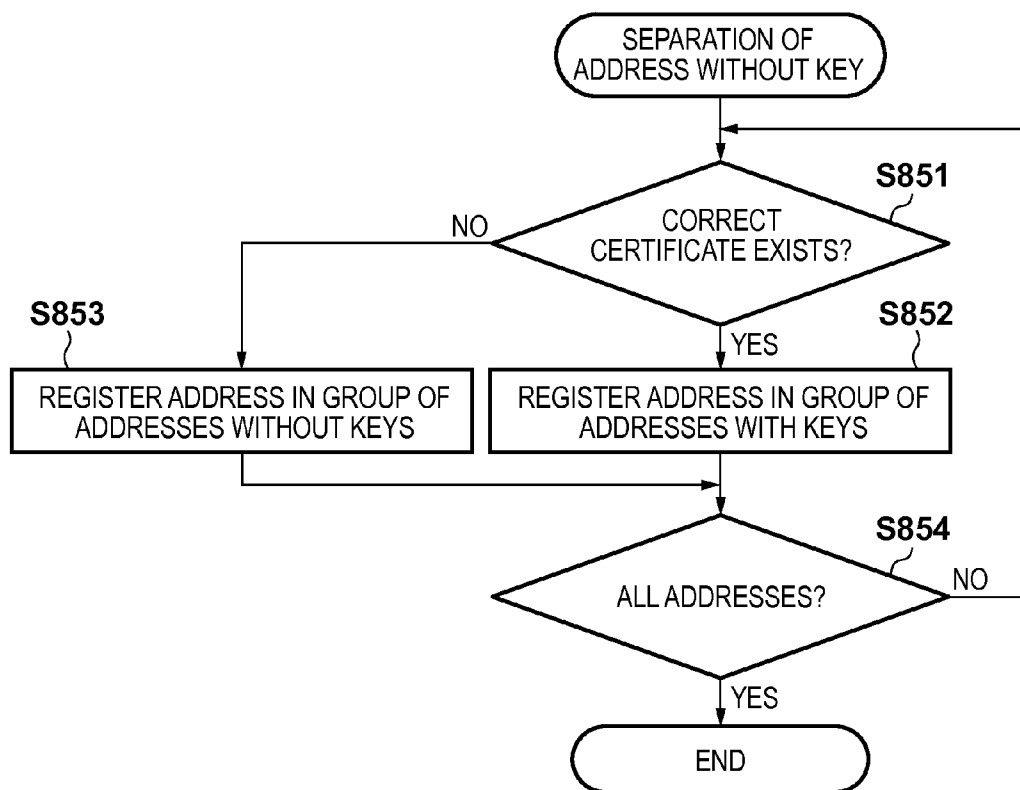 SEPARATION OF
ADDRESS WITHOUT KEY
S851
CORRECT
CERTIFICATE EXISTS?
NO
YES
S853
S852
REGISTER ADDRESS IN GROUP OF
ADDRESSES WITHOUT KEYS
REGISTER ADDRESS IN GROUP OF
ADDRESSES WITH KEYS
S854
ALL ADDRESSES?
NO
YES
END